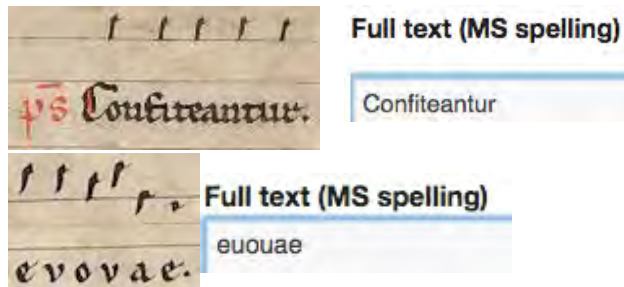 Full text (MS spelling)
ps Confiteantur.
Confiteantur
Full text (MS spelling)
euouae
evovae.